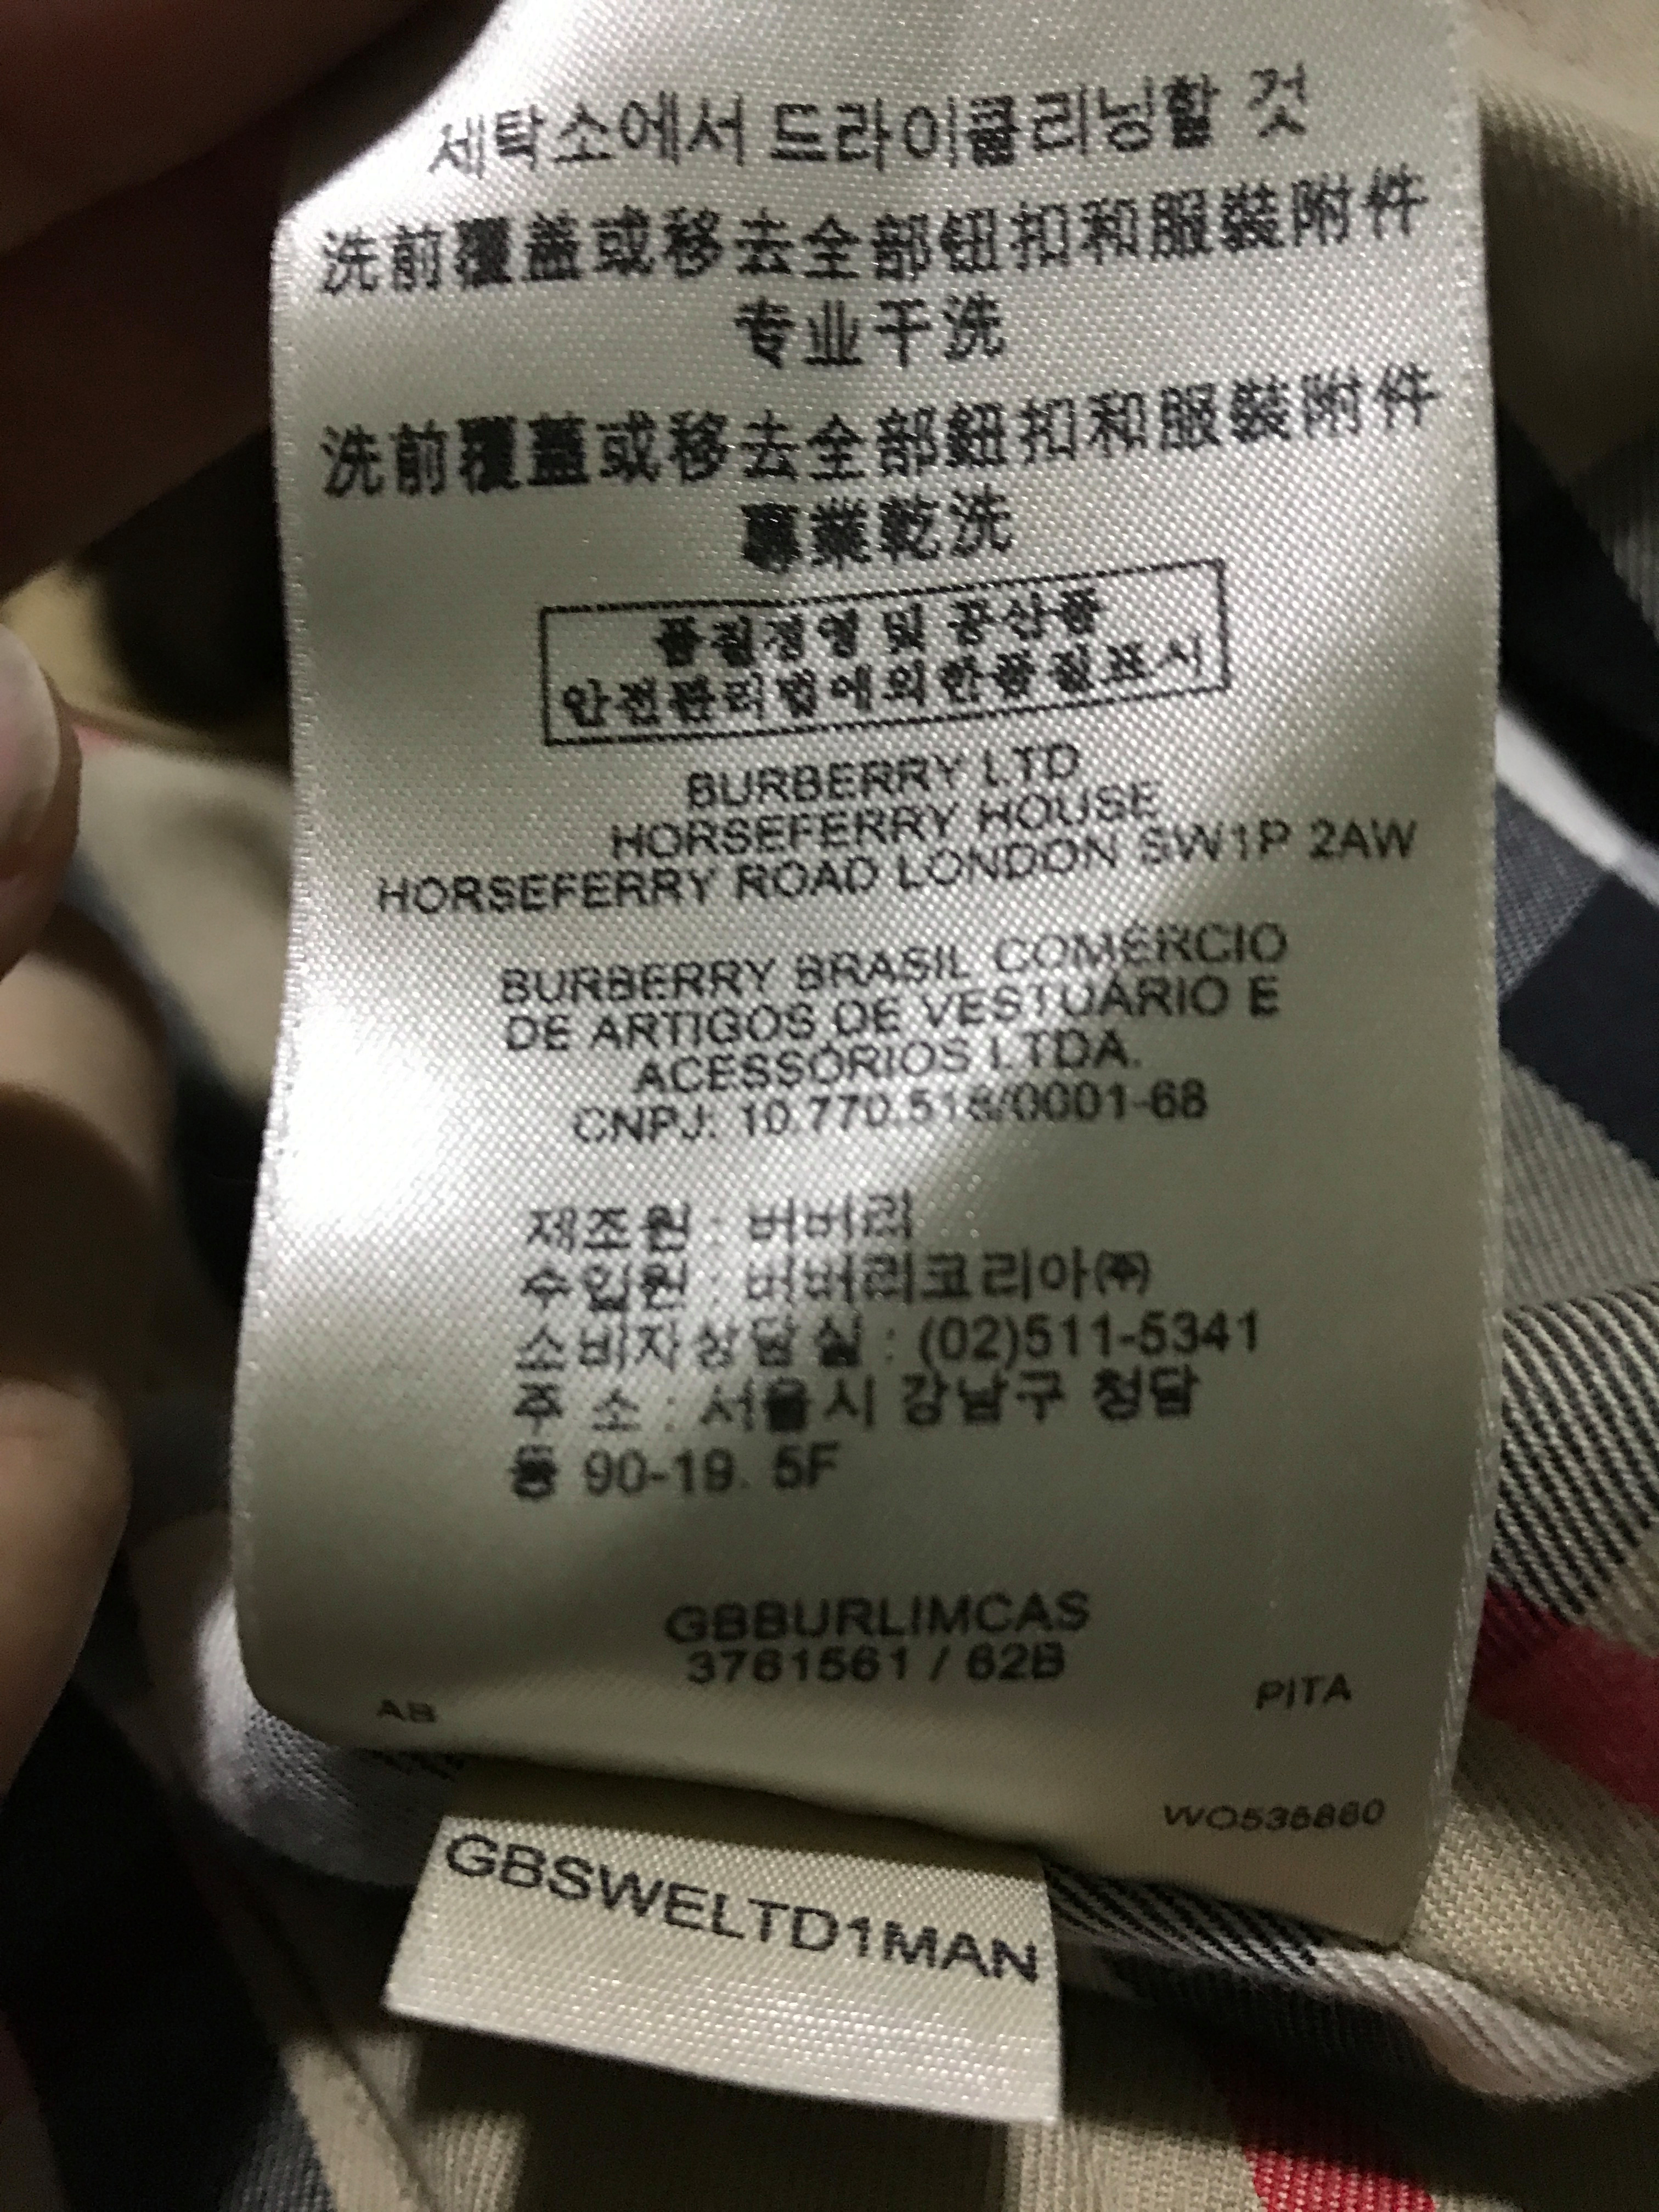 세탁소에서 드라이클리닝할 것
洗前覆盖或移去全部钮扣和服裝附件
专业干洗
洗前覆蓋或移去全部鈕扣和服裝附件
專業乾洗
품질경영 및 공산품
안전관리법에의한품질표시
BURBERRY LTD
HORSEFERRY HOUSE
HORSEFERRY ROAD LONDON SW1P 2AW
BURBERRY BRASIL COMÉRCIO
DE ARTIGOS DE VESTUÁRIO E
ACESSÓRIOS LTDA.
CNPJ: 10.770.518/0001-68
제조원 : 버버리
수입원 : 버버리코리아㈜
소비자상담실 : (02)511-5341
주 소 : 서울시 강남구 청담
동 90-19. 5F
GBBURLIMCAS
3761561 / 62B
AB
PITA
WO536860
GBSWELTD1MAN